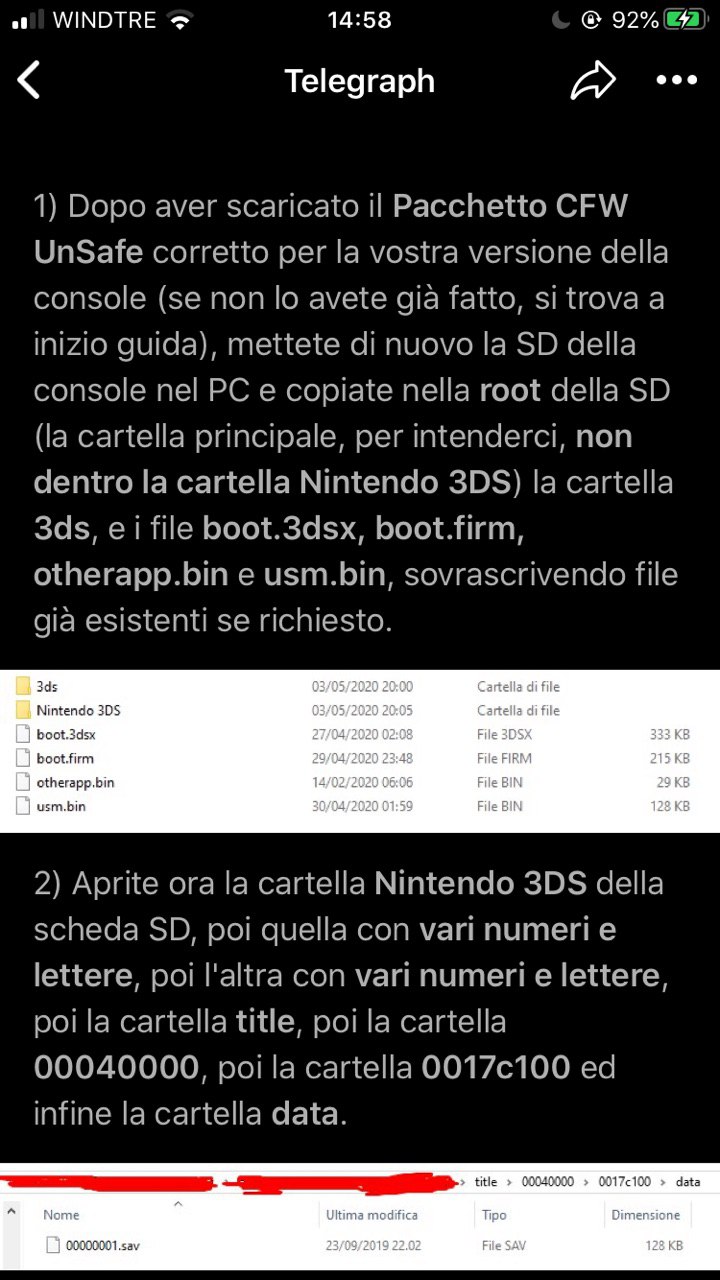 WINDTRE 14:58 92%
Telegraph
1) Dopo aver scaricato il Pacchetto CFW
UnSafe corretto per la vostra versione della
console (se non lo avete già fatto, si trova a
inizio guida), mettete di nuovo la SD della
console nel PC e copiate nella root della SD
(la cartella principale, per intenderci, non
dentro la cartella Nintendo 3DS) la cartella
3ds, e i file boot.3dsx, boot.firm,
otherapp.bin e usm.bin, sovrascrivendo file
già esistenti se richiesto.
3ds 03/05/2020 20:00 Cartella di file
Nintendo 3DS 03/05/2020 20:05 Cartella di file
boot.3dsx 27/04/2020 02:08 File 3DSX 333 KB
boot.firm 29/04/2020 23:48 File FIRM 215 KB
otherapp.bin 14/02/2020 06:06 File BIN 29 KB
usm.bin 30/04/2020 01:59 File BIN 128 KB
2) Aprite ora la cartella Nintendo 3DS della
scheda SD, poi quella con vari numeri e
lettere, poi l'altra con vari numeri e lettere,
poi la cartella title, poi la cartella
00040000, poi la cartella 0017c100 ed
infine la cartella data.
> title > 00040000 > 0017c100 > data
Nome Ultima modifica Tipo Dimensione
00000001.sav 23/09/2019 22.02 File SAV 128 KB